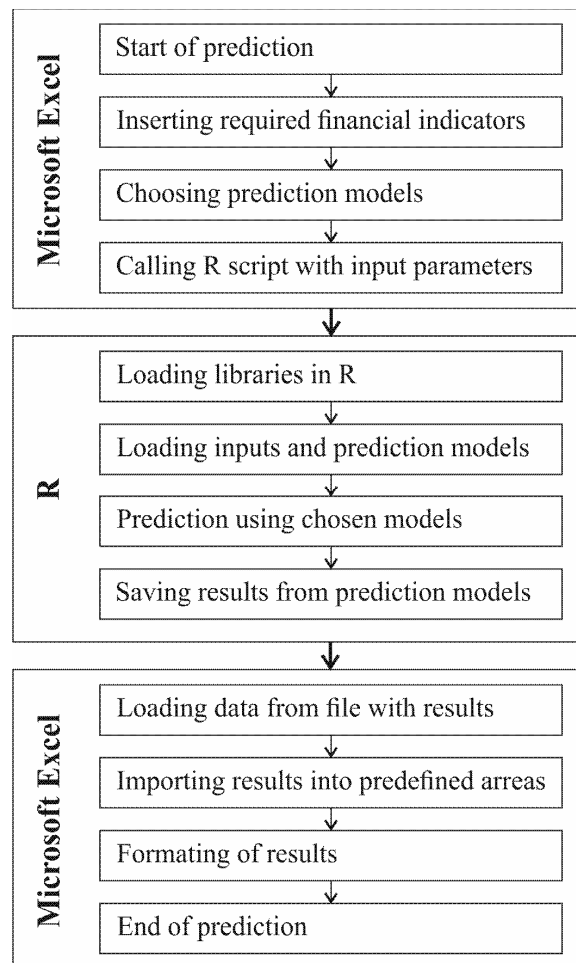 Microsoft Excel
Start of prediction
Inserting required financial indicators
Choosing prediction models
Calling R script with input parameters
R
Loading libraries in R
Loading inputs and prediction models
Prediction using chosen models
Saving results from prediction models
Microsoft Excel
Loading data from file with results
Importing results into predefined arreas
Formating of results
End of prediction